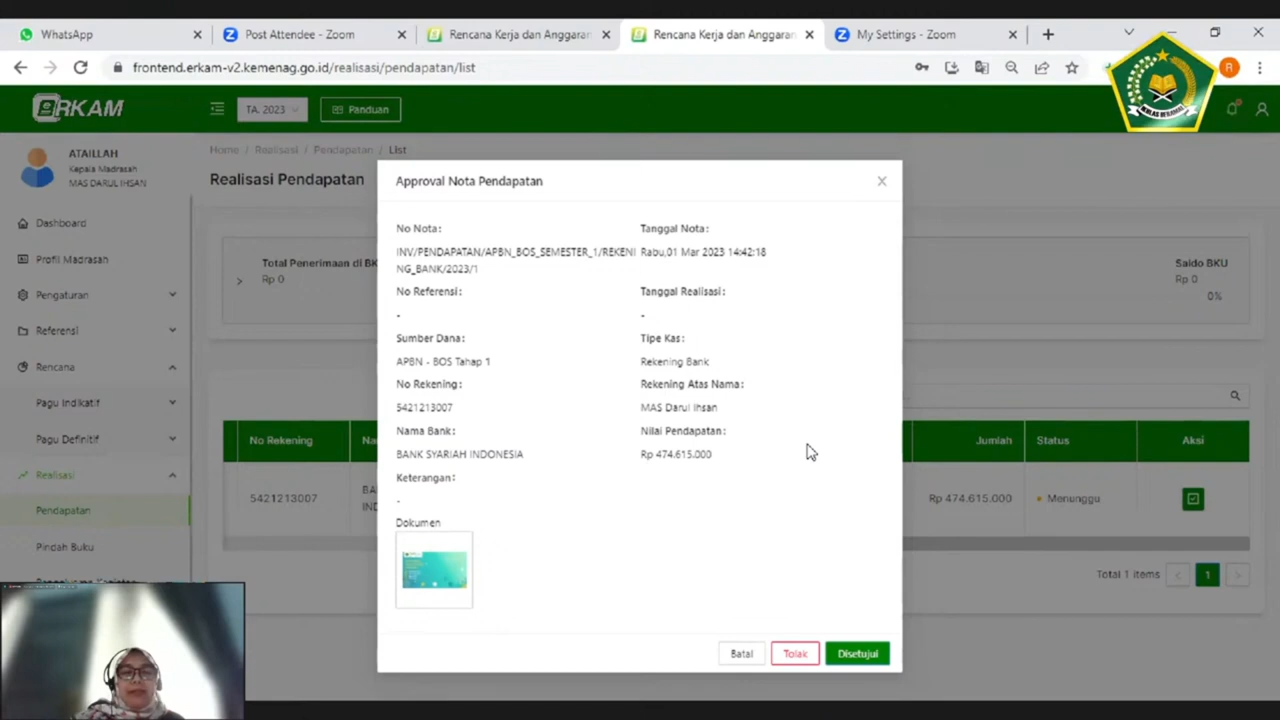 WhatsApp
Post Attendee - Zoom
Rencana Kerja dan Anggaran
Rencana Kerja dan Anggaran
My Settings - Zoom
frontend.erkam-v2.kemenag.go.id/realisasi/pendapatan/list
R
eRKAM
TA. 2023
Panduan
IKHLAS BERAMAL
ATAILLAH
Kepala Madrasah
MAS DARUL IHSAN
Home / Realisasi / Pendapatan / List
Realisasi Pendapatan
Dashboard
Profil Madrasah
Pengaturan
Referensi
Rencana
Pagu Indikatif
Pagu Definitif
Realisasi
Pendapatan
Pindah Buku
Total Penerimaan di BK
Rp 0
Saldo BKU
Rp 0
0%
No Rekening
Na
Jumlah
Status
Aksi
5421213007
BA
IND
Rp 474.615.000
Menunggu
Total 1 items
1
Approval Nota Pendapatan
No Nota:
Tanggal Nota:
INV/PENDAPATAN/APBN_BOS_SEMESTER_1/REKENI
NG_BANK/2023/1
Rabu,01 Mar 2023 14:42:18
No Referensi:
Tanggal Realisasi:
-
-
Sumber Dana:
Tipe Kas:
APBN - BOS Tahap 1
Rekening Bank
No Rekening:
Rekening Atas Nama:
5421213007
MAS Darul Ihsan
Nama Bank:
Nilai Pendapatan:
BANK SYARIAH INDONESIA
Rp 474.615.000
Keterangan:
-
Dokumen
Batal
Tolak
Disetujui